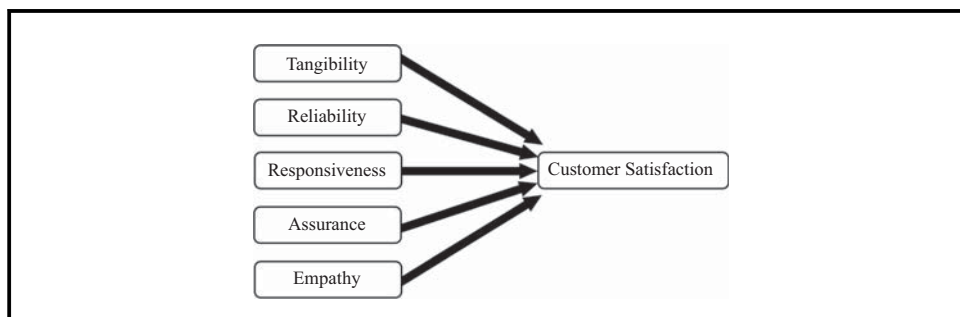 Tangibility
Reliability
Responsiveness
Assurance
Empathy
Customer Satisfaction